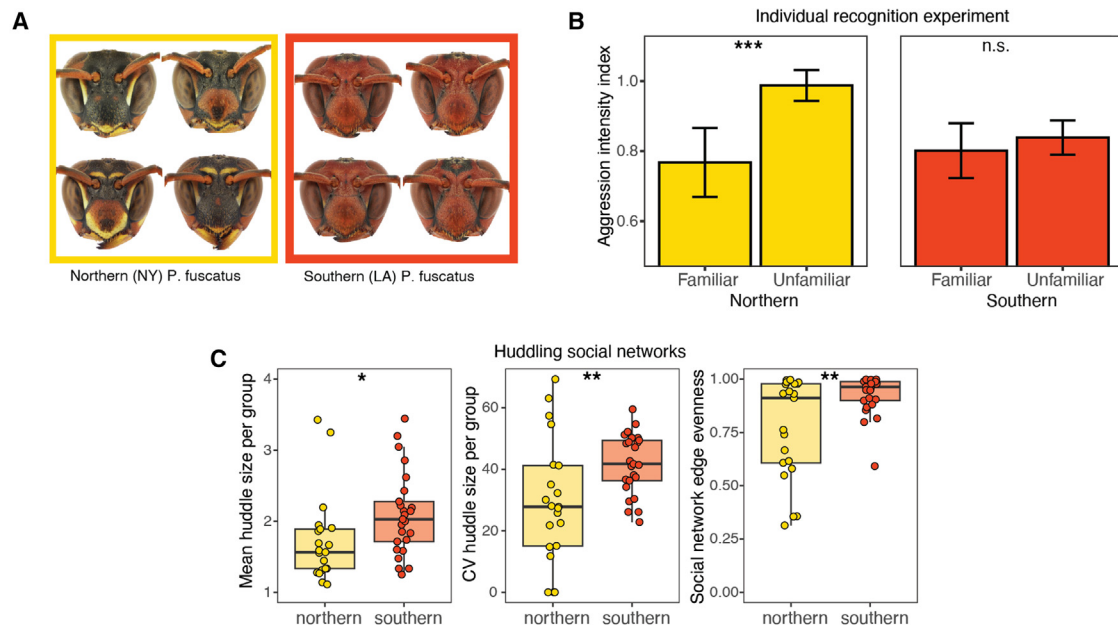 A
Northern (NY) P. fuscatus
Southern (LA) P. fuscatus
B
Individual recognition experiment
Aggression intensity index
1.0
0.8
0.6
***
n.s.
Familiar
Unfamiliar
Familiar
Unfamiliar
Northern
Southern
C
Huddling social networks
Mean huddle size per group
4
3
2
1
*
northern
southern
CV huddle size per group
60
40
20
0
**
northern
southern
Social network edge evenness
1.00
0.75
0.50
0.25
0.00
**
northern
southern